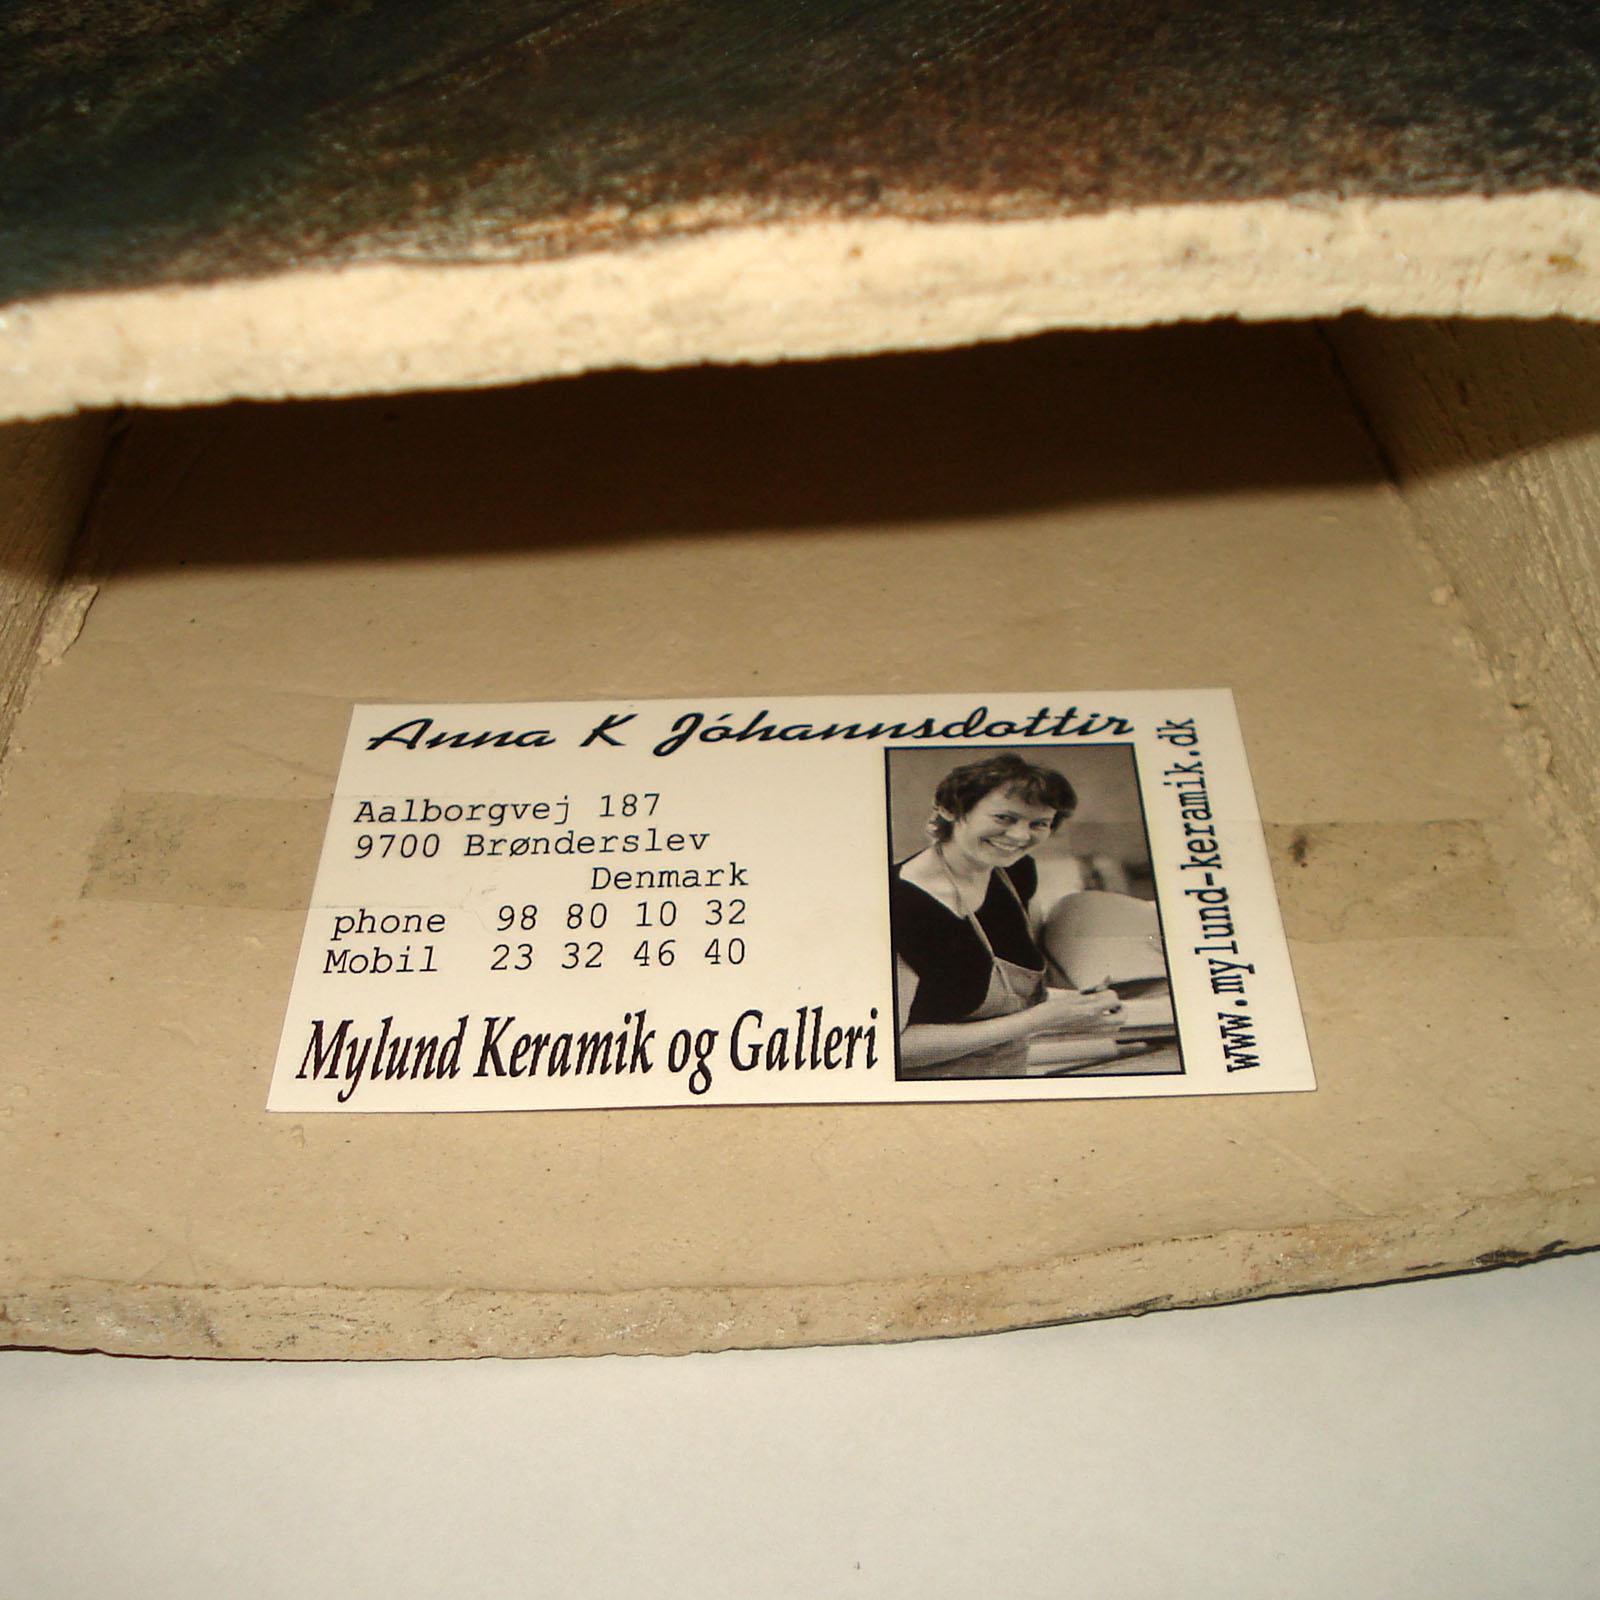 Anna K Jóhannsdottir
Aalborgvej 187
9700 Brønderslev
Denmark
phone 98 80 10 32
Mobil 23 32 46 40
Mylund Keramik og Galleri
www.mylund-keramik.dk